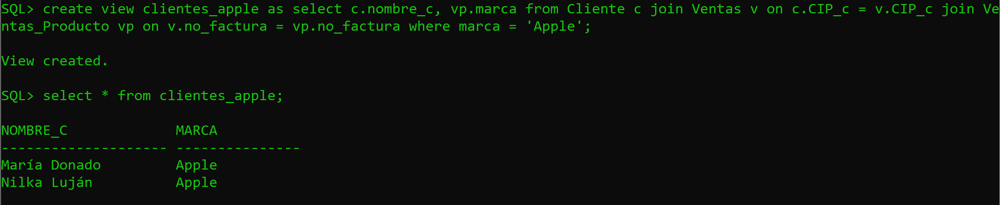 SQL> create view clientes_apple as select c.nombre_c, vp.marca from Cliente c join Ventas v on c.CIP_c = v.CIP_c join Ve
ntas_Producto vp on v.no_factura = vp.no_factura where marca = 'Apple';
View created.
SQL> select * from clientes_apple;
NOMBRE_C             MARCA
-------------------- ---------------
María Donado         Apple
Nilka Luján          Apple